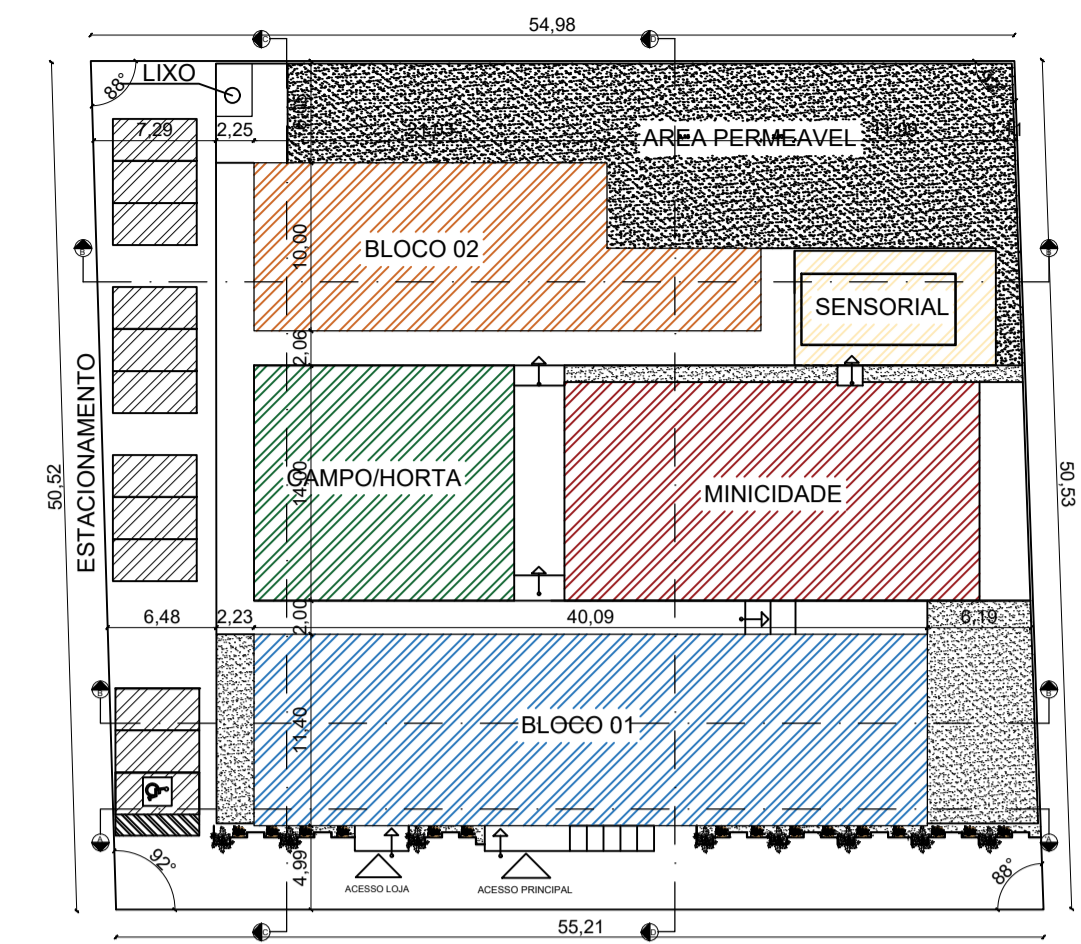 54,98
LIXO
88°
7,29
2,25
AREA PERMEAVEL
BLOCO 02
10,00
SENSORIAL
2,06
ESTACIONAMENTO
50,52
CAMPO/HORTA
14,00
MINICIDADE
50,53
6,48
2,23
2,00
40,09
6,19
BLOCO 01
11,40
92°
4,99
ACESSO LOJA
ACESSO PRINCIPAL
88°
55,21